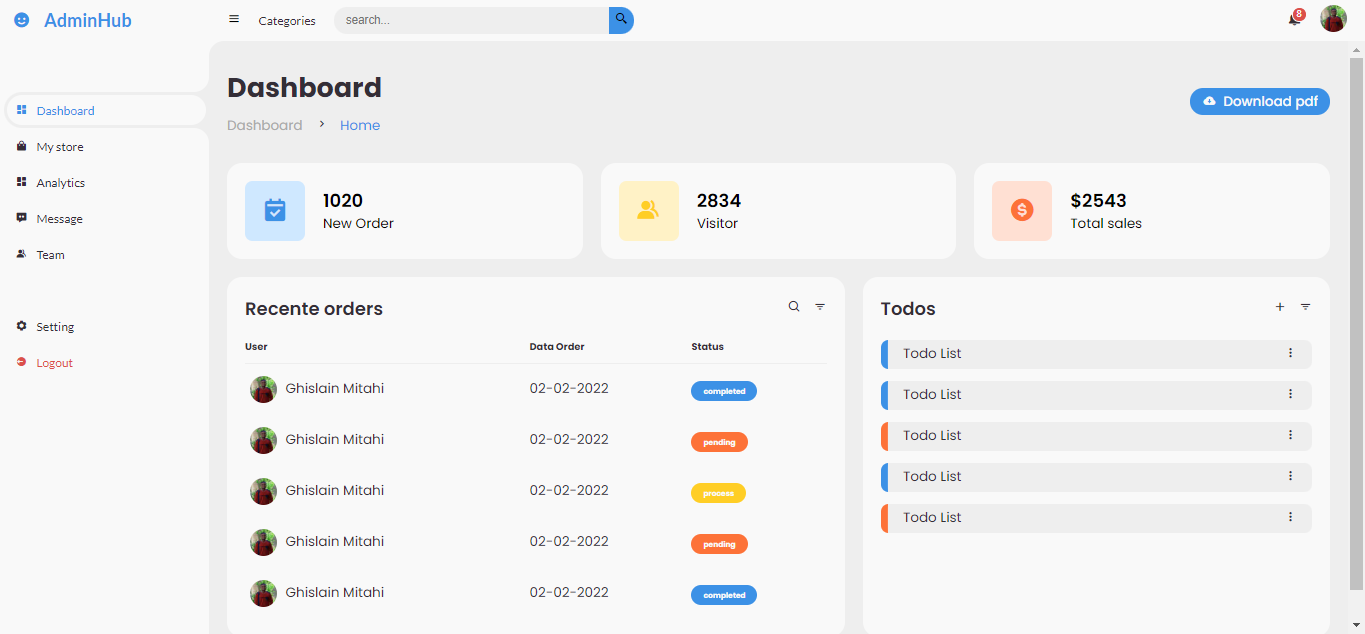 AdminHub
Categories
search...
8
Dashboard
My store
Analytics
Message
Team
Setting
Logout
Dashboard
Dashboard > Home
Download pdf
1020
New Order
2834
Visitor
$2543
Total sales
Recente orders
User Data Order Status
Ghislain Mitahi 02-02-2022 completed
Ghislain Mitahi 02-02-2022 pending
Ghislain Mitahi 02-02-2022 process
Ghislain Mitahi 02-02-2022 pending
Ghislain Mitahi 02-02-2022 completed
Todos
Todo List
Todo List
Todo List
Todo List
Todo List